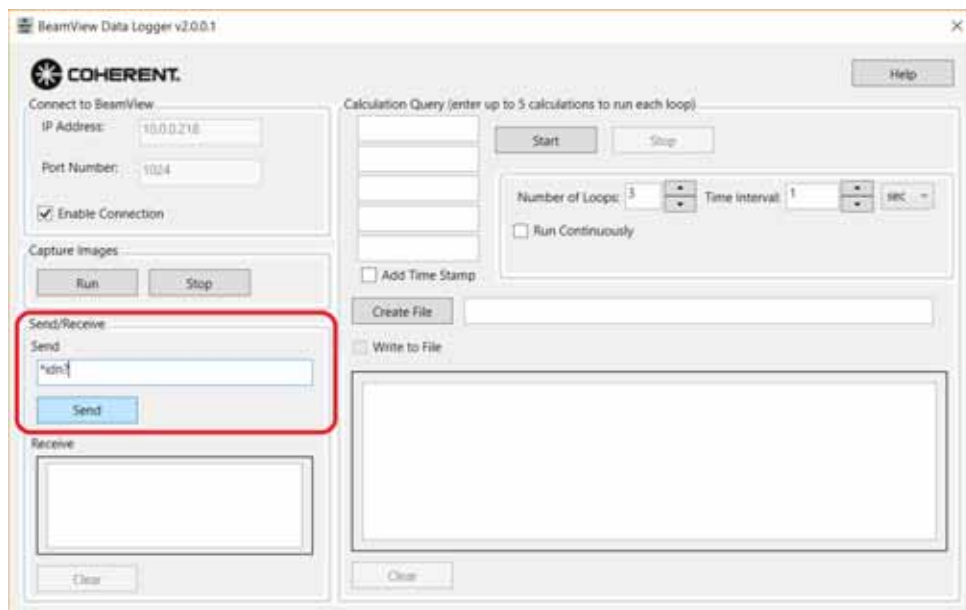 BeamView Data Logger v2.0.0.1
COHERENT.
Help
Connect to BeamView
IP Address: 10.0.0.218
Port Number: 1024
Enable Connection
Capture Images
Run Stop
Send/Receive
Send
*idn?
Send
Receive
Clear
Calculation Query (enter up to 5 calculations to run each loop)
Start Stop
Number of Loops: 3 Time Interval: 1 sec
Run Continuously
Add Time Stamp
Create File
Write to File
Clear